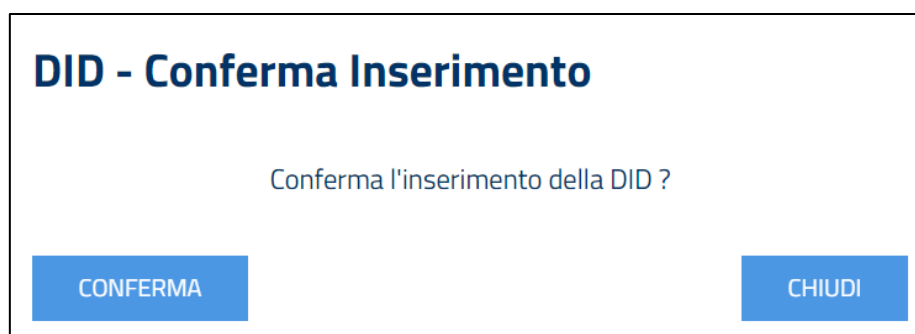 DID - Conferma Inserimento
Conferma l'inserimento della DID ?
CONFERMA
CHIUDI